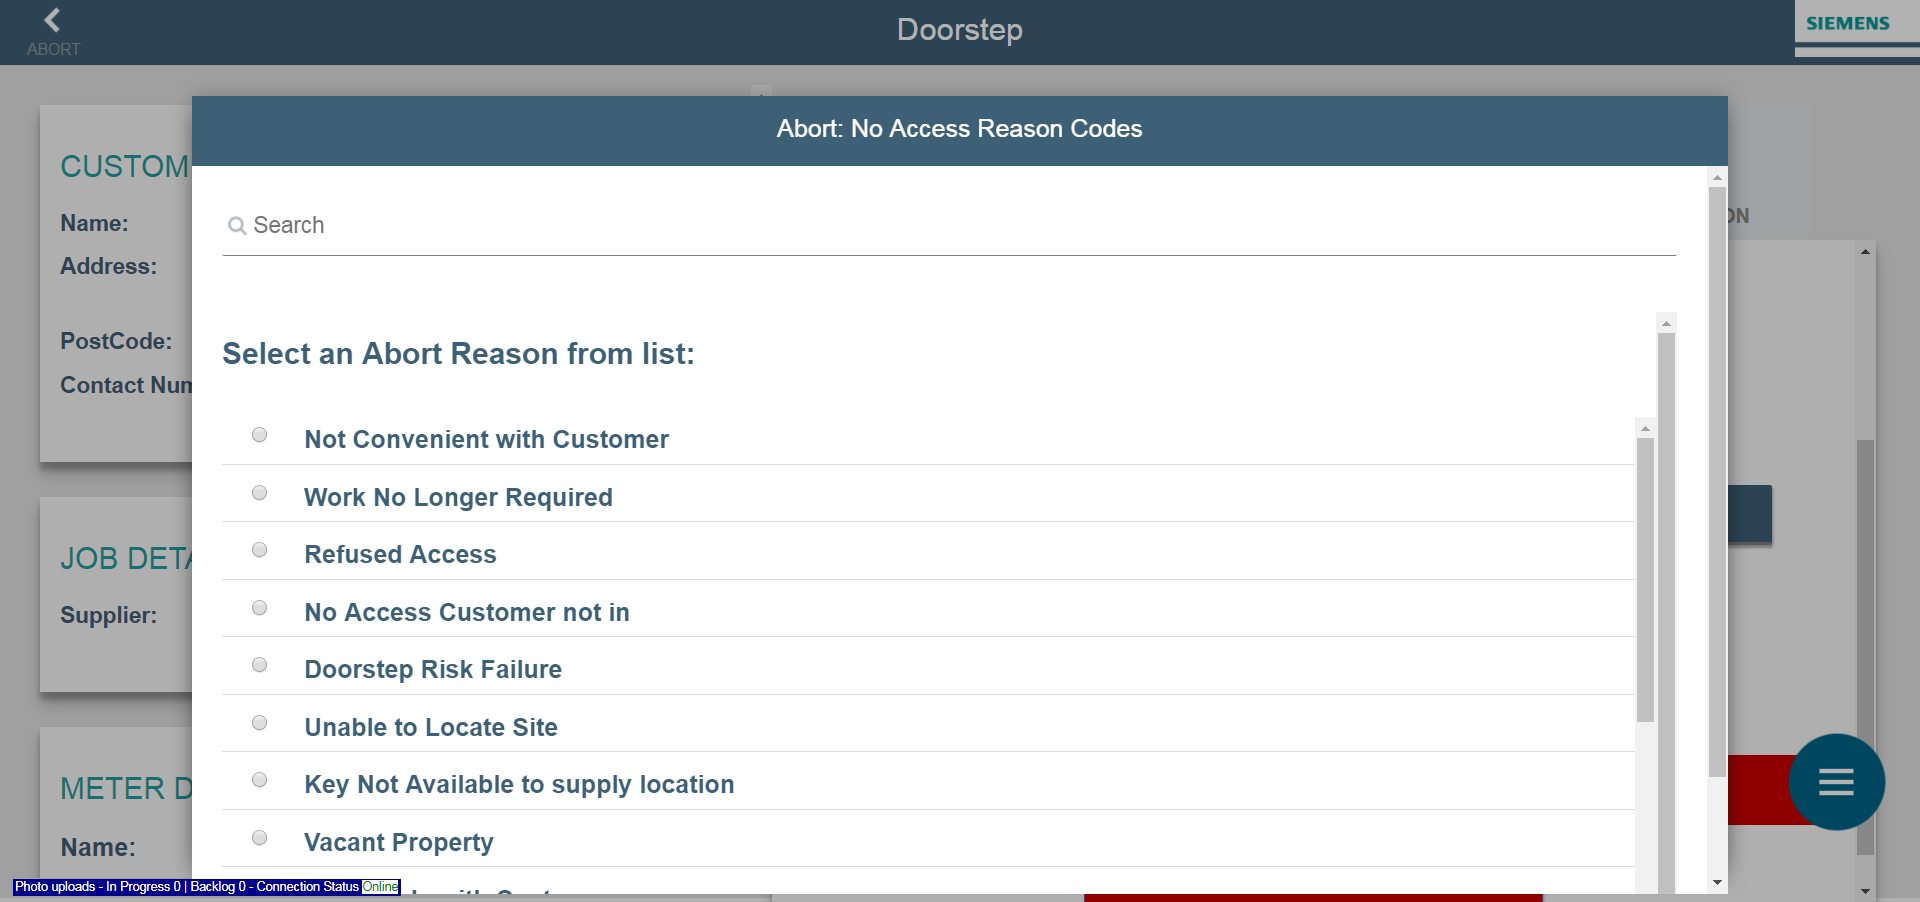 ABORT
Doorstep
SIEMENS
Abort: No Access Reason Codes
CUSTOM
Name:
Address:
PostCode:
Contact Num
ON
Search
Select an Abort Reason from list:
Not Convenient with Customer
Work No Longer Required
Refused Access
No Access Customer not in
Doorstep Risk Failure
Unable to Locate Site
Key Not Available to supply location
Vacant Property
JOB DETA
Supplier:
METER D
Name:
Photo uploads - In Progress 0 | Backlog 0 - Connection Status Online